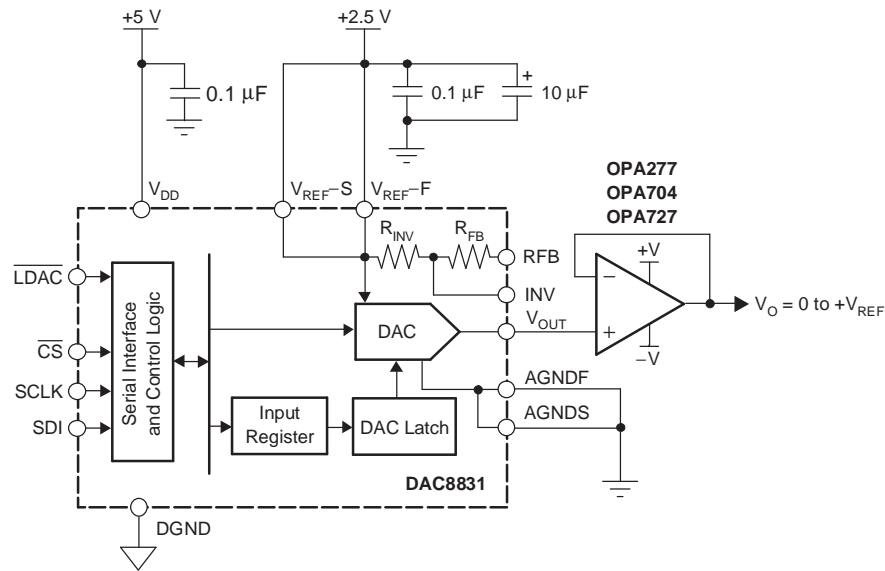 +5 V
+2.5 V
0.1 µF
0.1 µF
+
10 µF
OPA277
OPA704
OPA727
V_DD
V_REF−S
V_REF−F
R_INV
R_FB
RFB
INV
V_OUT
+V
−
+
−V
V_O = 0 to +V_REF
L̅D̅A̅C̅
C̅S̅
SCLK
SDI
Serial Interface
and Control Logic
DAC
Input
Register
DAC Latch
AGNDF
AGNDS
DAC8831
DGND